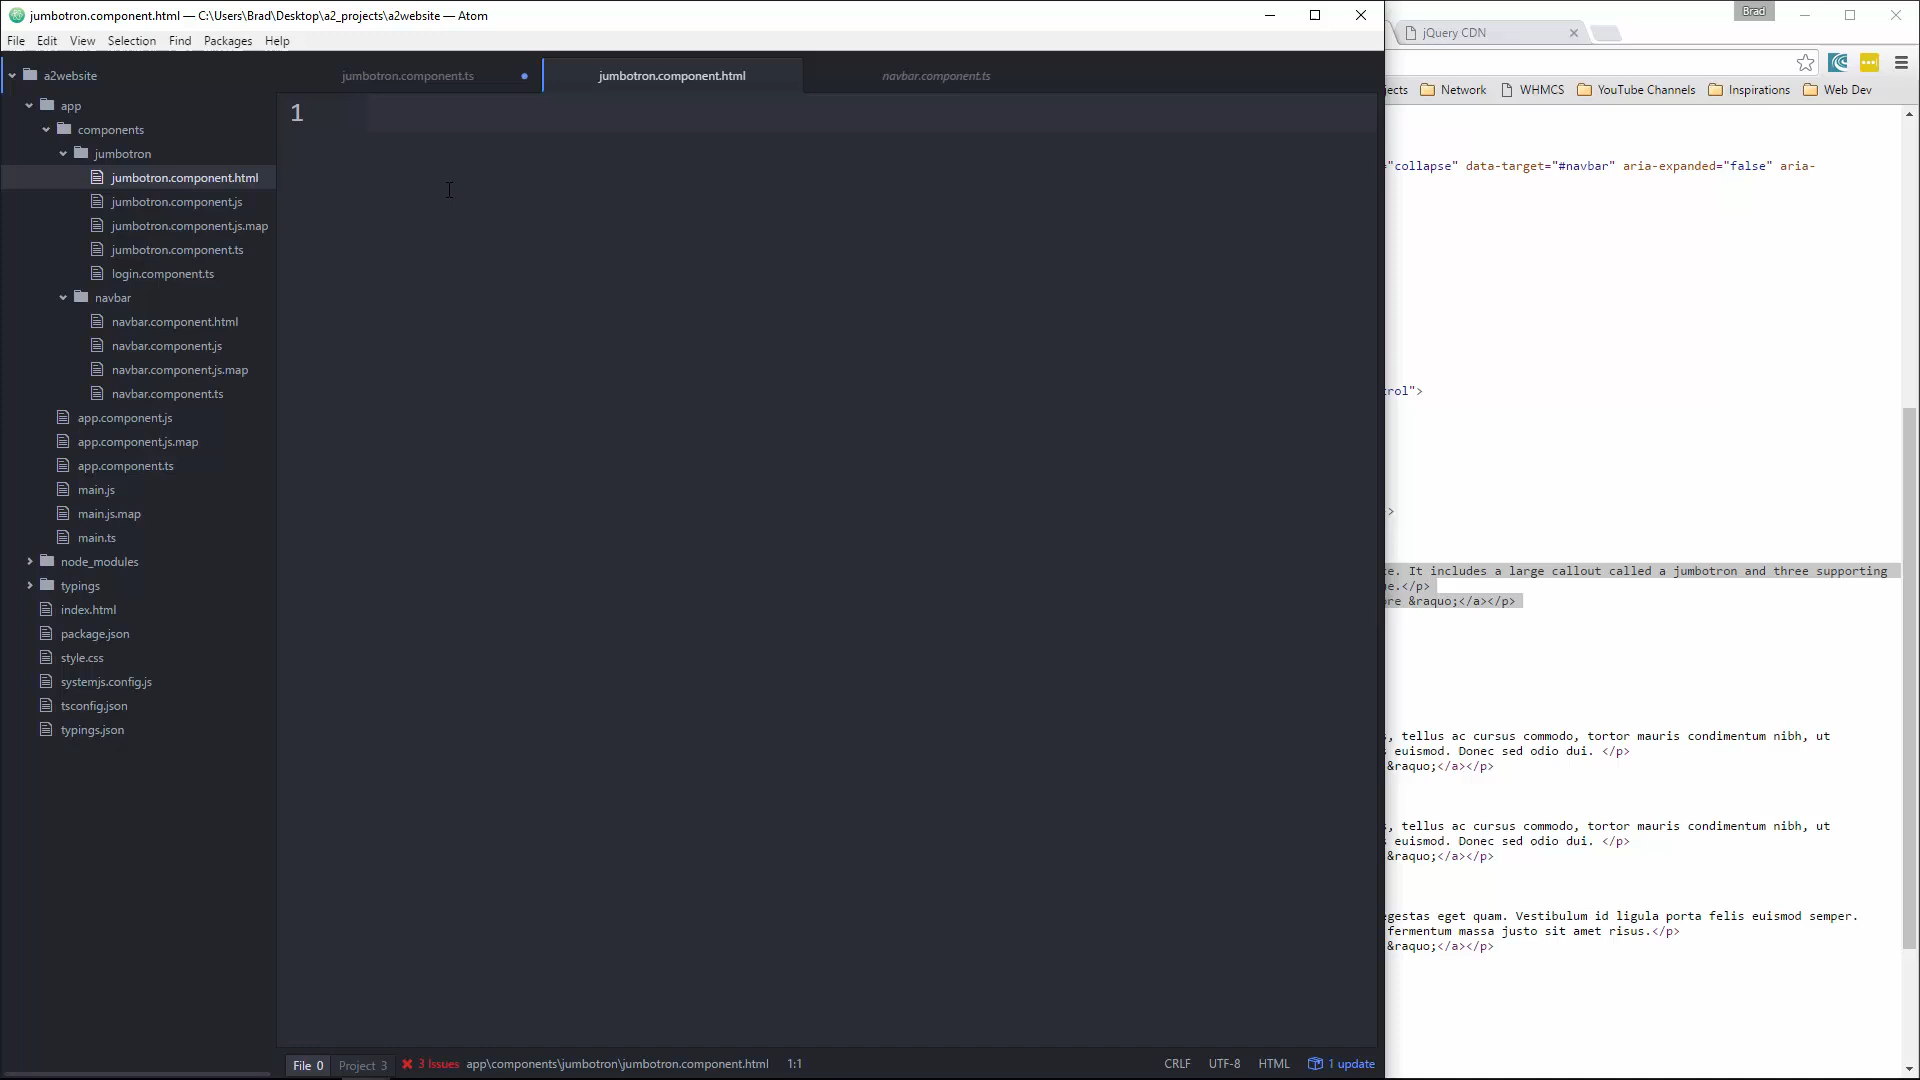 jumbotron.component.html — C:\Users\Brad\Desktop\a2_projects\a2website — Atom
File Edit View Selection Find Packages Help
a2website
app
components
jumbotron
jumbotron.component.html
jumbotron.component.js
jumbotron.component.js.map
jumbotron.component.ts
login.component.ts
navbar
navbar.component.html
navbar.component.js
navbar.component.js.map
navbar.component.ts
app.component.js
app.component.js.map
app.component.ts
main.js
main.js.map
main.ts
node_modules
typings
index.html
package.json
style.css
systemjs.config.js
tsconfig.json
typings.json
jumbotron.component.ts jumbotron.component.html navbar.component.ts
1
File 0 Project 3 3 Issues app\components\jumbotron\jumbotron.component.html 1:1 CRLF UTF-8 HTML 1 update
Brad
jQuery CDN
jects Network WHMCS YouTube Channels Inspirations Web Dev
="collapse" data-target="#navbar" aria-expanded="false" aria-
rol">
>
e. It includes a large callout called a jumbotron and three supporting
e.</p>
re &raquo;</a></p>
, tellus ac cursus commodo, tortor mauris condimentum nibh, ut
euismod. Donec sed odio dui. </p>
&raquo;</a></p>
, tellus ac cursus commodo, tortor mauris condimentum nibh, ut
euismod. Donec sed odio dui. </p>
&raquo;</a></p>
egestas eget quam. Vestibulum id ligula porta felis euismod semper.
fermentum massa justo sit amet risus.</p>
&raquo;</a></p>